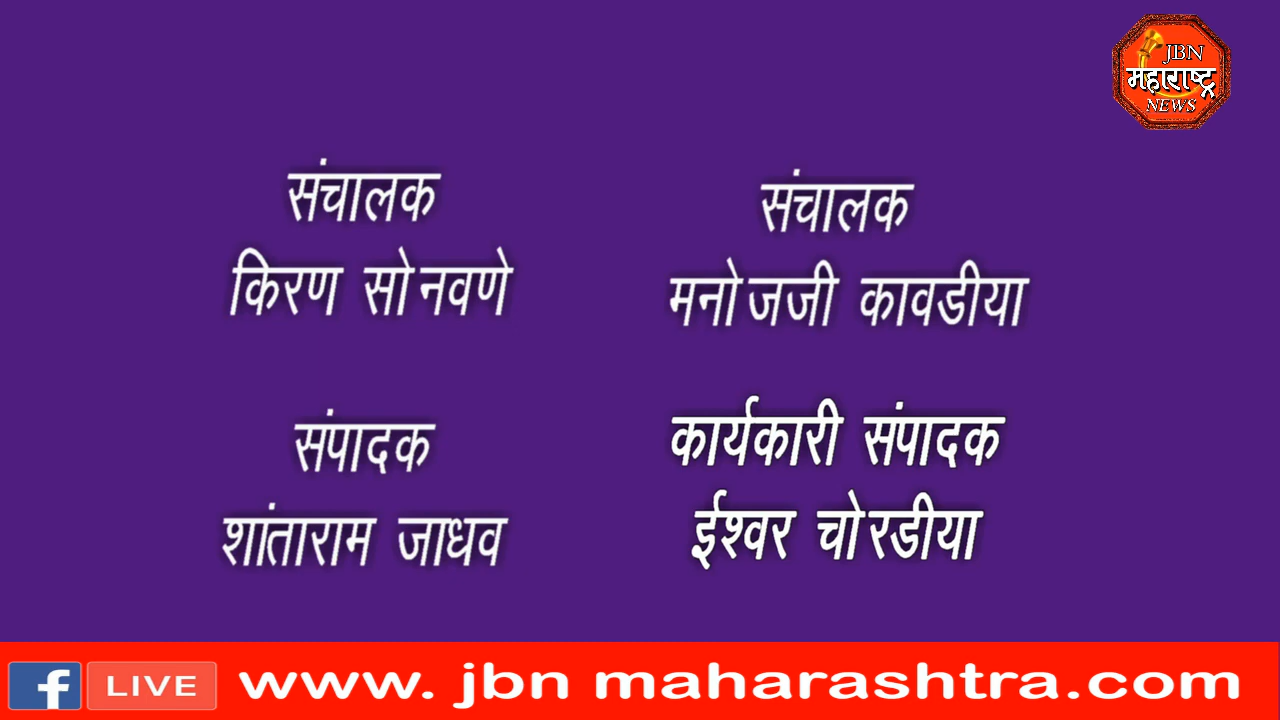 JBN
महाराष्ट्र
NEWS
संचालक
किरण सोनवणे
संचालक
मनोजजी कावडीया
संपादक
शांताराम जाधव
कार्यकारी संपादक
ईश्वर चोरडीया
f LIVE www. jbn maharashtra.com